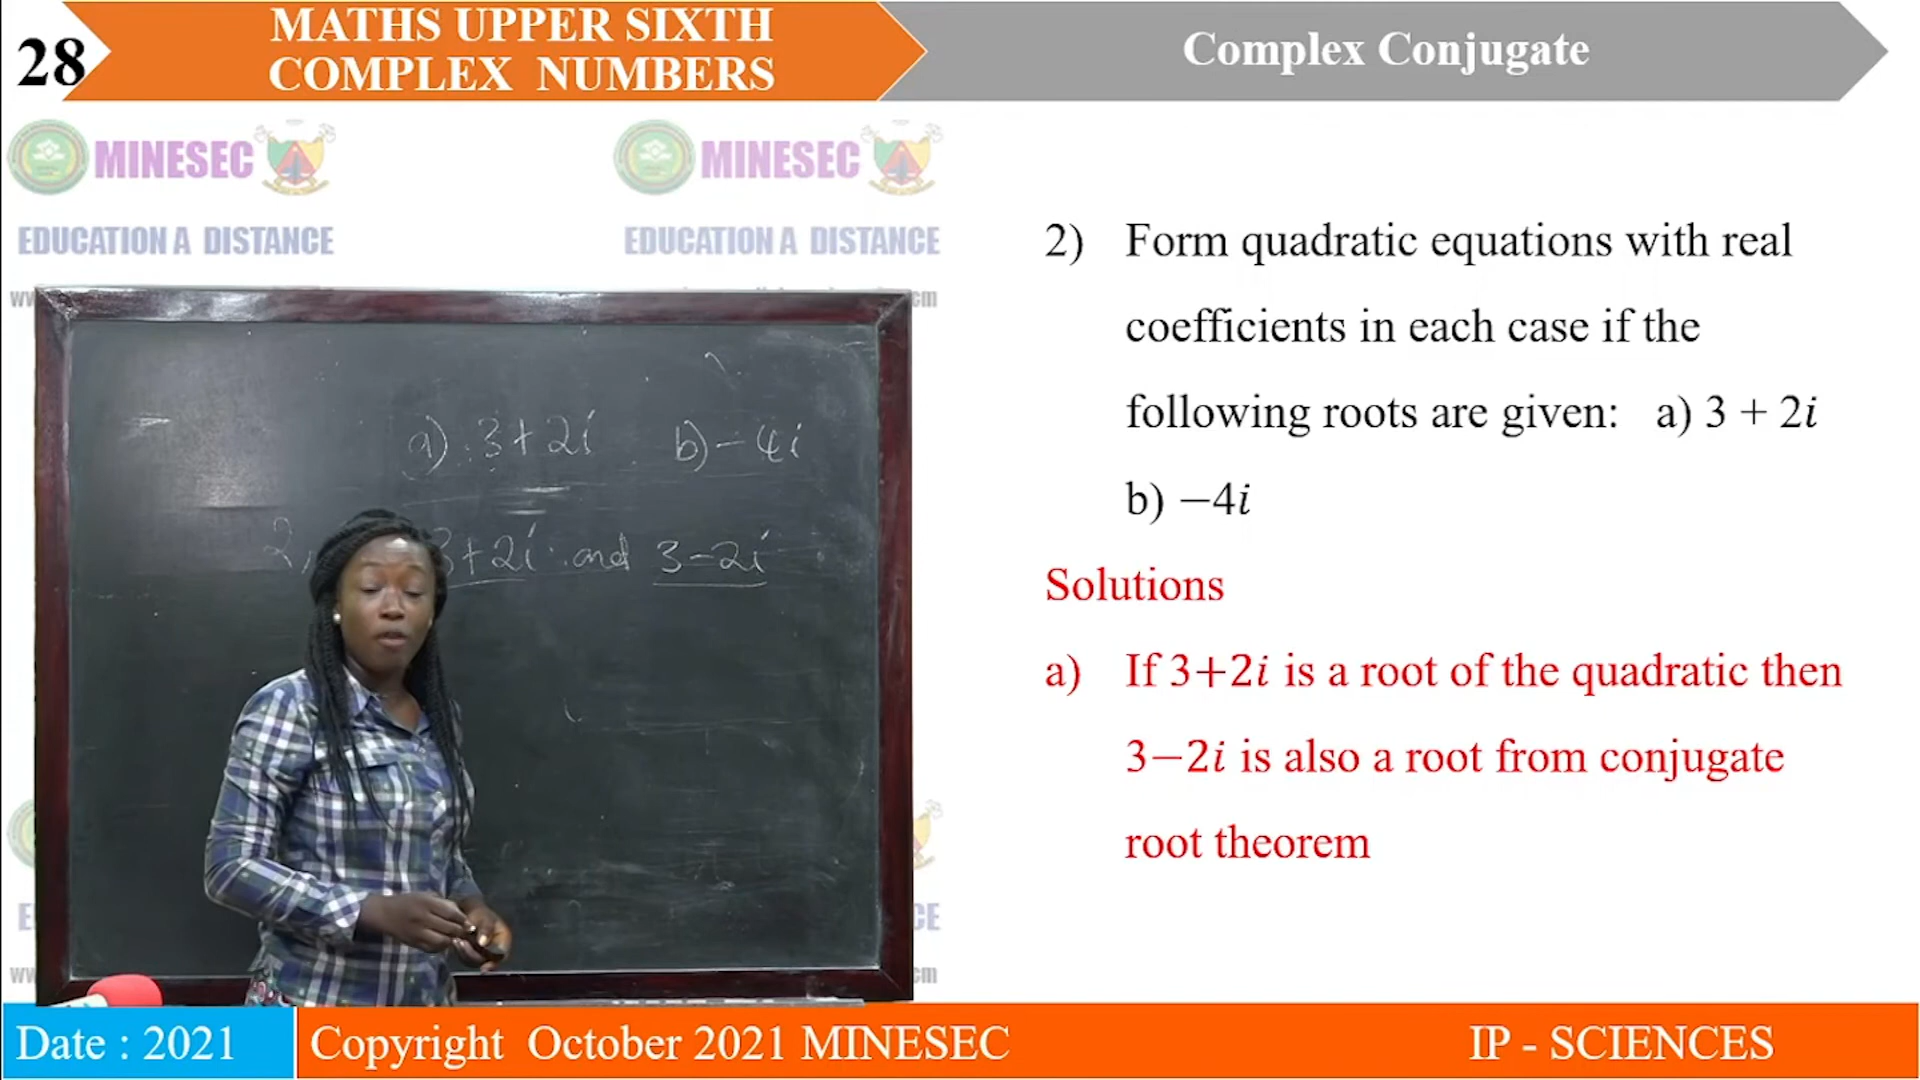 28
MATHS UPPER SIXTH
COMPLEX NUMBERS
Complex Conjugate
MINESEC
EDUCATION A DISTANCE
MINESEC
EDUCATION A DISTANCE
a) 3+2i b) -4i
2, 3+2i and 3-2i
2) Form quadratic equations with real
coefficients in each case if the
following roots are given: a) 3 + 2i
b) −4i
Solutions
a) If 3+2i is a root of the quadratic then
3−2i is also a root from conjugate
root theorem
Date : 2021
Copyright October 2021 MINESEC
IP - SCIENCES